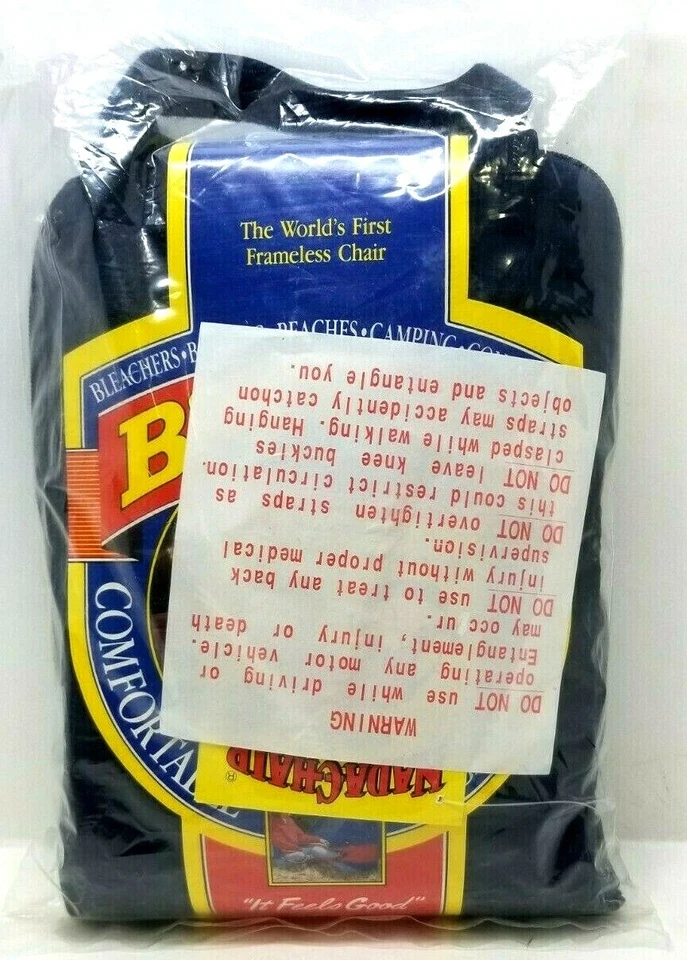 The World's First
Frameless Chair
BLEACHERS•B
BEACHES•CAMPING•CO
B
COMFORTABLE
WARNING
DO NOT use while driving or
operating any motor vehicle.
Entanglement, injury or death
may occ ur.
DO NOT use to treat any back
injury without proper medical
supervision.
DO NOT overtighten straps as
this could restrict circulation.
DO NOT leave knee buckies
clasped while walking. Hanging
straps may accidently catchon
objects and entangle you.
NADACHAIR®
"It Feels Good"